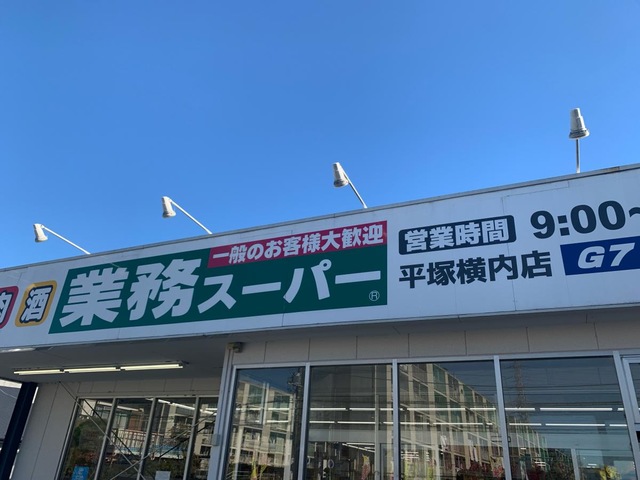 肉
酒
一般のお客様大歓迎
業務スーパー®
営業時間 9:00~
平塚横内店 G7